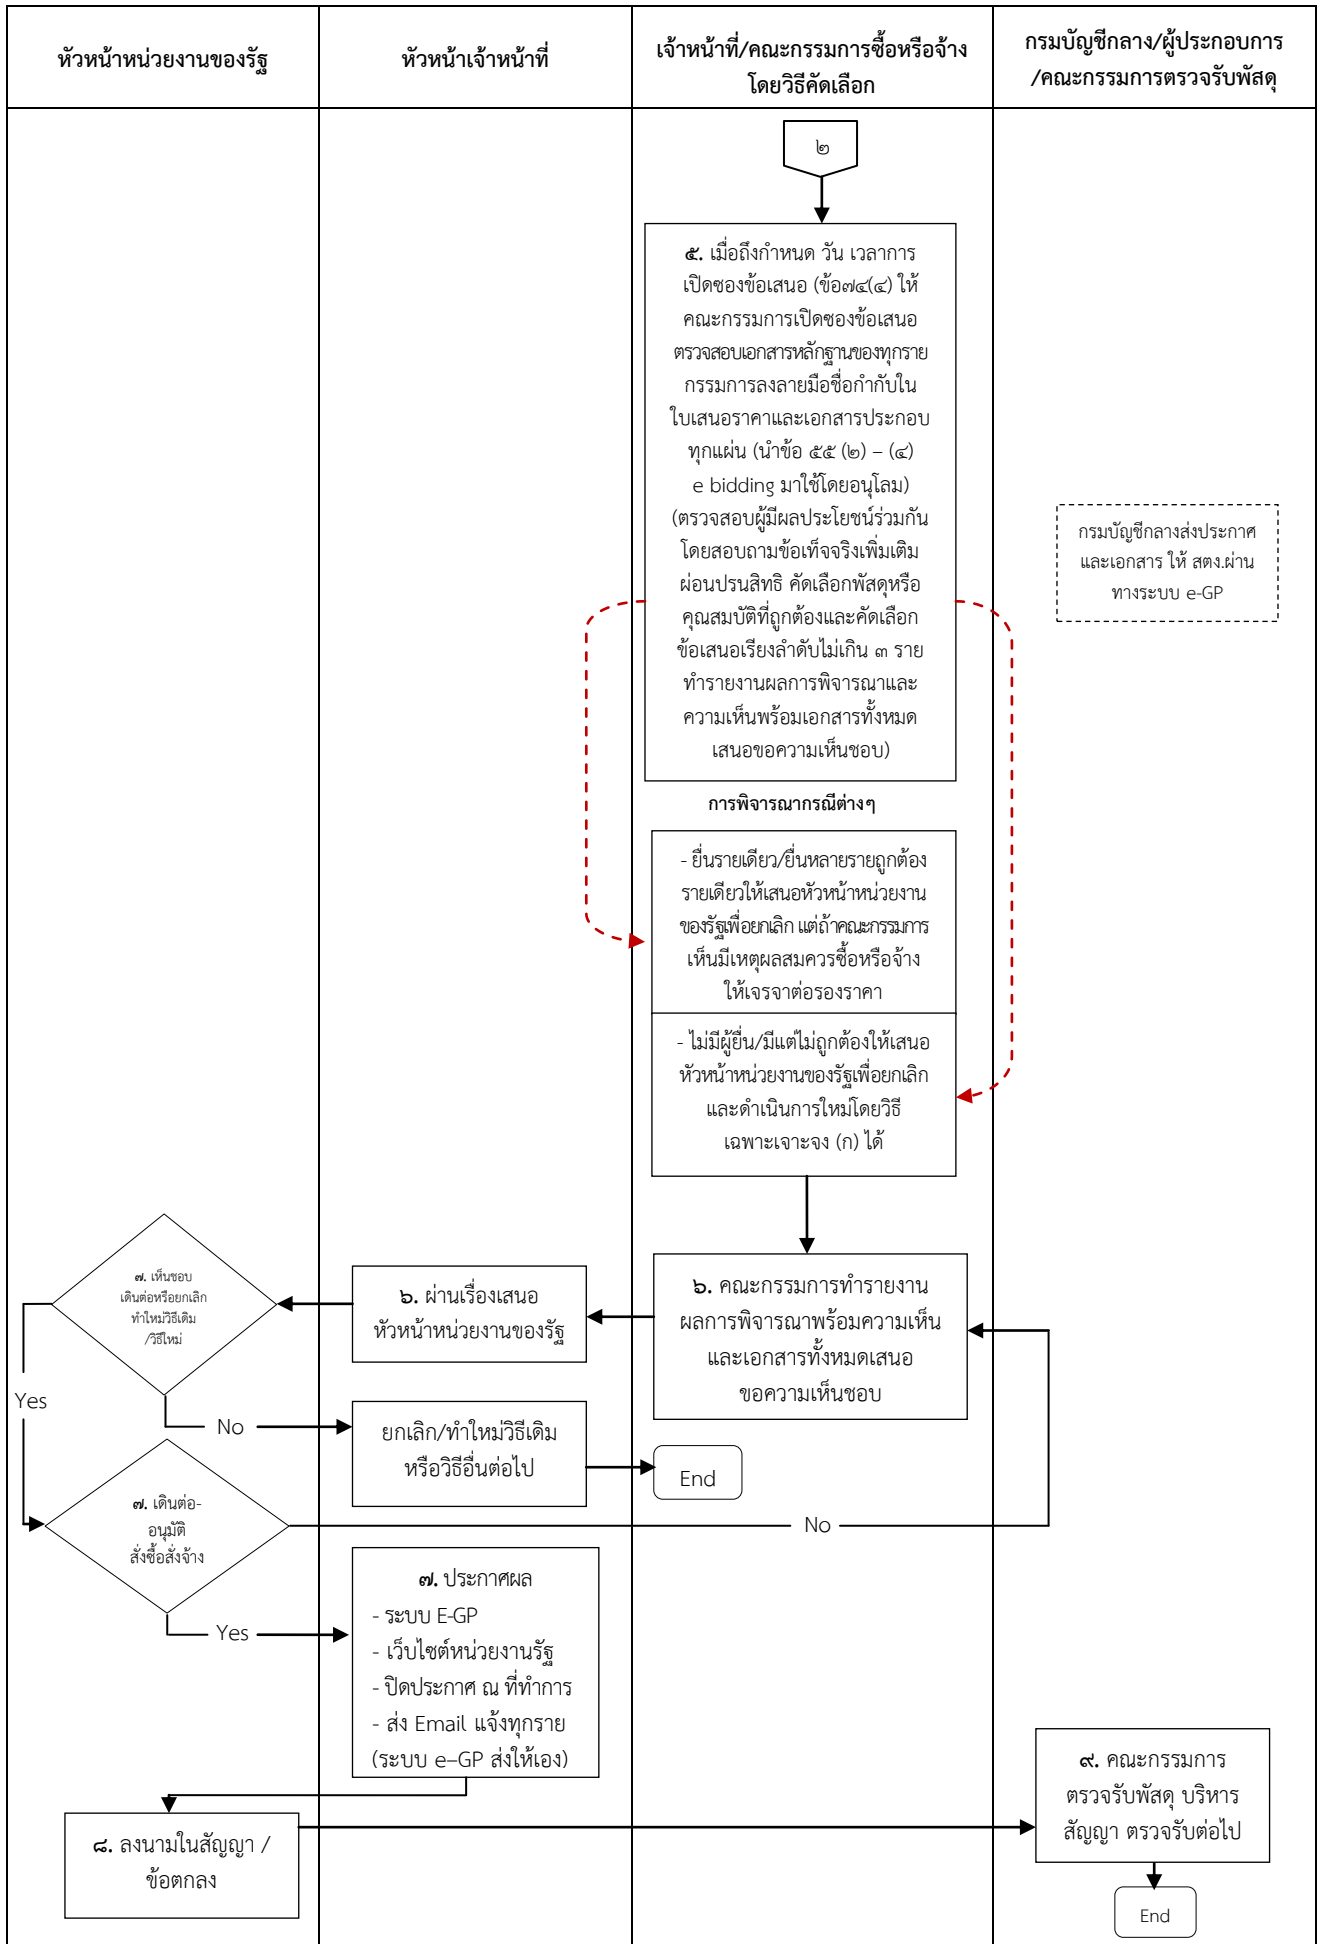 หัวหน้าหน่วยงานของรัฐ
หัวหน้าเจ้าหน้าที่
เจ้าหน้าที่/คณะกรรมการซื้อหรือจ้าง
โดยวิธีคัดเลือก
กรมบัญชีกลาง/ผู้ประกอบการ
/คณะกรรมการตรวจรับพัสดุ
๒
๕. เมื่อถึงกำหนด วัน เวลาการ
เปิดซองข้อเสนอ (ข้อ๗๔(๔) ให้
คณะกรรมการเปิดซองข้อเสนอ
ตรวจสอบเอกสารหลักฐานของทุกราย
กรรมการลงลายมือชื่อกำกับใน
ใบเสนอราคาและเอกสารประกอบ
ทุกแผ่น (นำข้อ ๕๕ (๒) – (๔)
e bidding มาใช้โดยอนุโลม)
(ตรวจสอบผู้มีผลประโยชน์ร่วมกัน
โดยสอบถามข้อเท็จจริงเพิ่มเติม
ผ่อนปรนสิทธิ คัดเลือกพัสดุหรือ
คุณสมบัติที่ถูกต้องและคัดเลือก
ข้อเสนอเรียงลำดับไม่เกิน ๓ ราย
ทำรายงานผลการพิจารณาและ
ความเห็นพร้อมเอกสารทั้งหมด
เสนอขอความเห็นชอบ)
กรมบัญชีกลางส่งประกาศ
และเอกสาร ให้ สตง.ผ่าน
ทางระบบ e-GP
การพิจารณากรณีต่างๆ
- ยื่นรายเดียว/ยื่นหลายรายถูกต้อง
รายเดียวให้เสนอหัวหน้าหน่วยงาน
ของรัฐเพื่อยกเลิก แต่ถ้าคณะกรรมการ
เห็นมีเหตุผลสมควรซื้อหรือจ้าง
ให้เจรจาต่อรองราคา
- ไม่มีผู้ยื่น/มีแต่ไม่ถูกต้องให้เสนอ
หัวหน้าหน่วยงานของรัฐเพื่อยกเลิก
และดำเนินการใหม่โดยวิธี
เฉพาะเจาะจง (ก) ได้
๗. เห็นชอบ
เดินต่อหรือยกเลิก
ทำใหม่วิธีเดิม
/วิธีใหม่
๖. ผ่านเรื่องเสนอ
หัวหน้าหน่วยงานของรัฐ
๖. คณะกรรมการทำรายงาน
ผลการพิจารณาพร้อมความเห็น
และเอกสารทั้งหมดเสนอ
ขอความเห็นชอบ
Yes
No
ยกเลิก/ทำใหม่วิธีเดิม
หรือวิธีอื่นต่อไป
End
๗. เดินต่อ-
อนุมัติ
สั่งซื้อสั่งจ้าง
No
Yes
๗. ประกาศผล
- ระบบ E-GP
- เว็บไซต์หน่วยงานรัฐ
- ปิดประกาศ ณ ที่ทำการ
- ส่ง Email แจ้งทุกราย
(ระบบ e–GP ส่งให้เอง)
๘. ลงนามในสัญญา /
ข้อตกลง
๙. คณะกรรมการ
ตรวจรับพัสดุ บริหาร
สัญญา ตรวจรับต่อไป
End